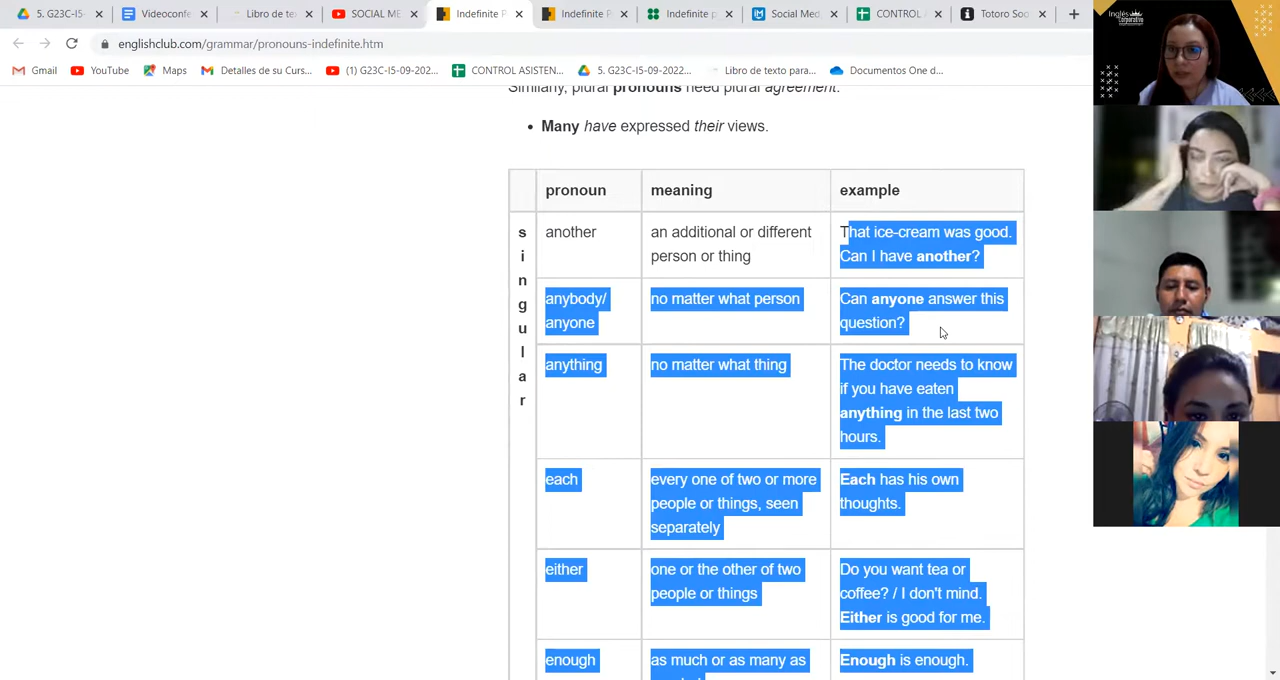 5. G23C-I5-
Videoconfe
Libro de te
SOCIAL ME
Indefinite P
Indefinite P
Indefinite p
Social Med
CONTROL A
Totoro Soo
englishclub.com/grammar/pronouns-indefinite.htm
Gmail
YouTube
Maps
Detalles de su Curs...
(1) G23C-I5-09-202...
CONTROL ASISTEN...
5. G23C-I5-09-2022...
Libro de texto para...
Documentos One d...
Inglés
Corporativo
Similarly, plural pronouns need plural agreement.
• Many have expressed their views.
pronoun
meaning
example
singular
another
an additional or different
person or thing
That ice-cream was good.
Can I have another?
anybody/
anyone
no matter what person
Can anyone answer this
question?
anything
no matter what thing
The doctor needs to know
if you have eaten
anything in the last two
hours.
each
every one of two or more
people or things, seen
separately
Each has his own
thoughts.
either
one or the other of two
people or things
Do you want tea or
coffee? / I don't mind.
Either is good for me.
enough
as much or as many as
Enough is enough.